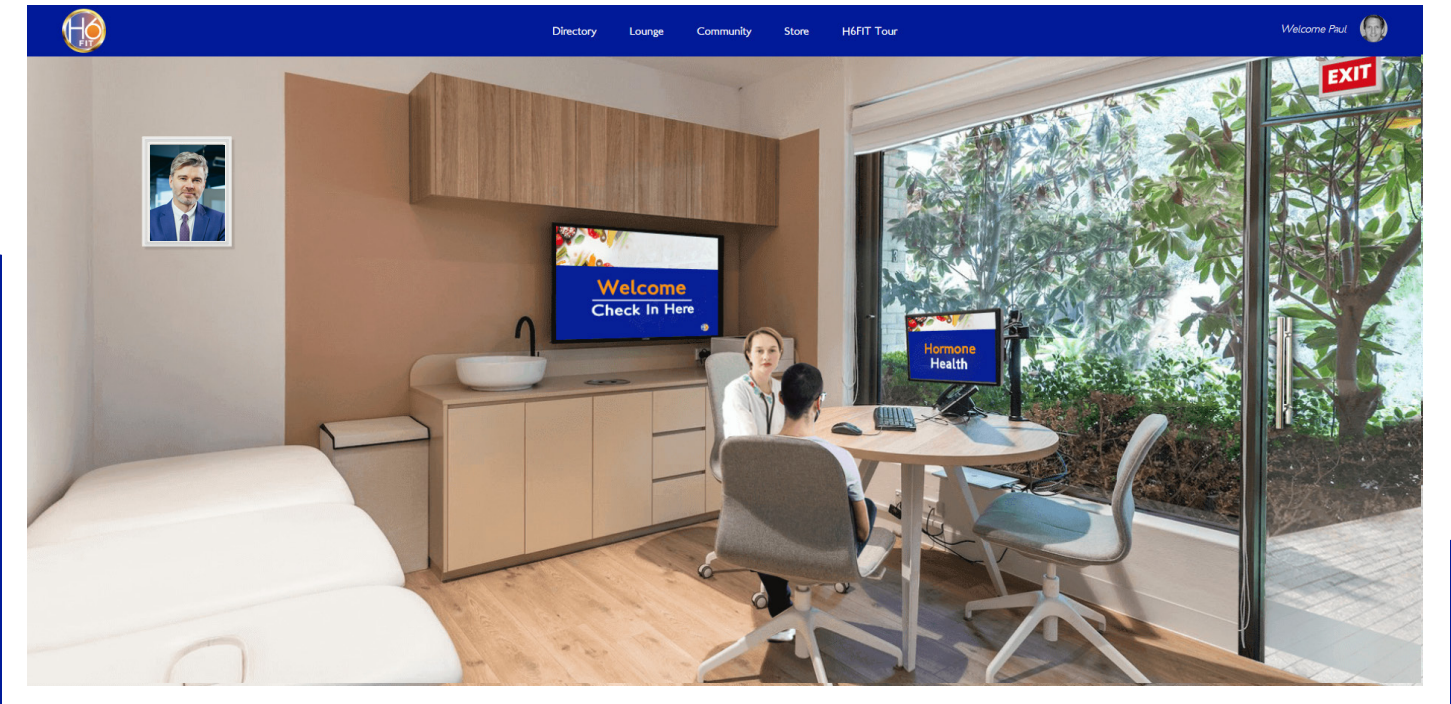 H6
FIT
Directory
Lounge
Community
Store
H6FIT Tour
Welcome Paul
EXIT
Welcome
Check In Here
Hormone
Health